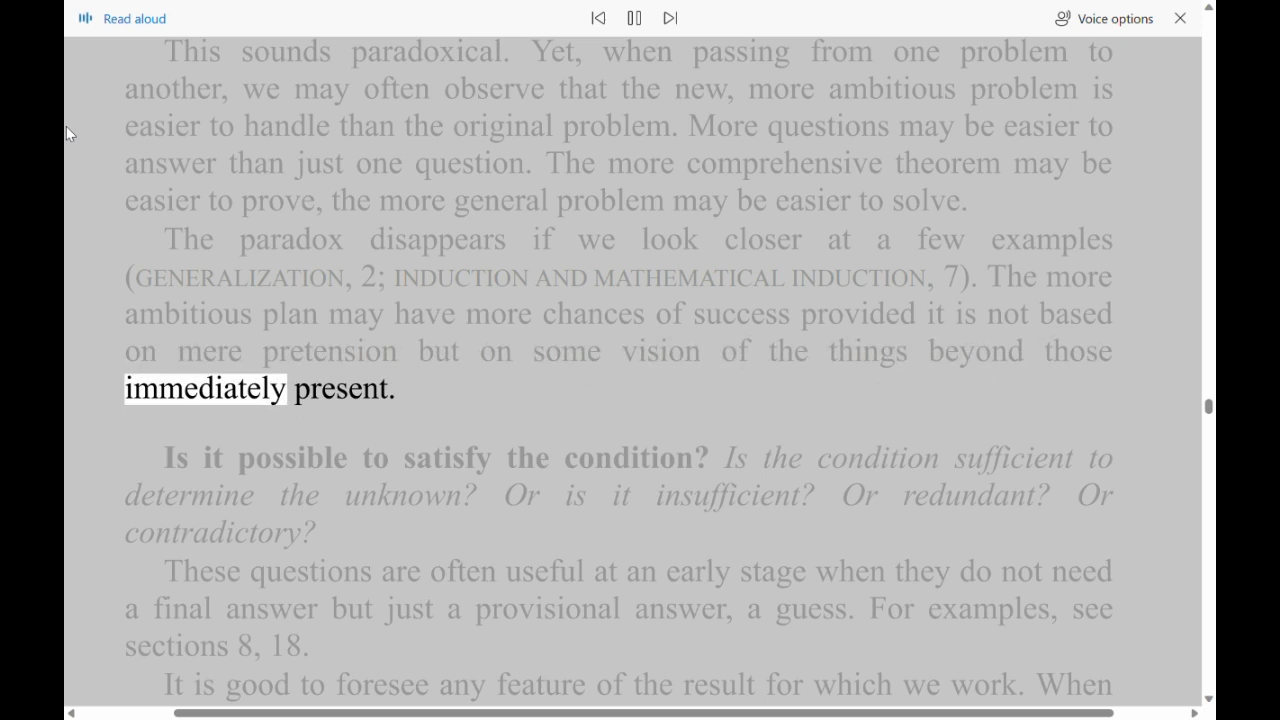 Read aloud
Voice options
This sounds paradoxical. Yet, when passing from one problem to
another, we may often observe that the new, more ambitious problem is
easier to handle than the original problem. More questions may be easier to
answer than just one question. The more comprehensive theorem may be
easier to prove, the more general problem may be easier to solve.
The paradox disappears if we look closer at a few examples
(GENERALIZATION, 2; INDUCTION AND MATHEMATICAL INDUCTION, 7). The more
ambitious plan may have more chances of success provided it is not based
on mere pretension but on some vision of the things beyond those
immediately present.
Is it possible to satisfy the condition? Is the condition sufficient to
determine the unknown? Or is it insufficient? Or redundant? Or
contradictory?
These questions are often useful at an early stage when they do not need
a final answer but just a provisional answer, a guess. For examples, see
sections 8, 18.
It is good to foresee any feature of the result for which we work. When